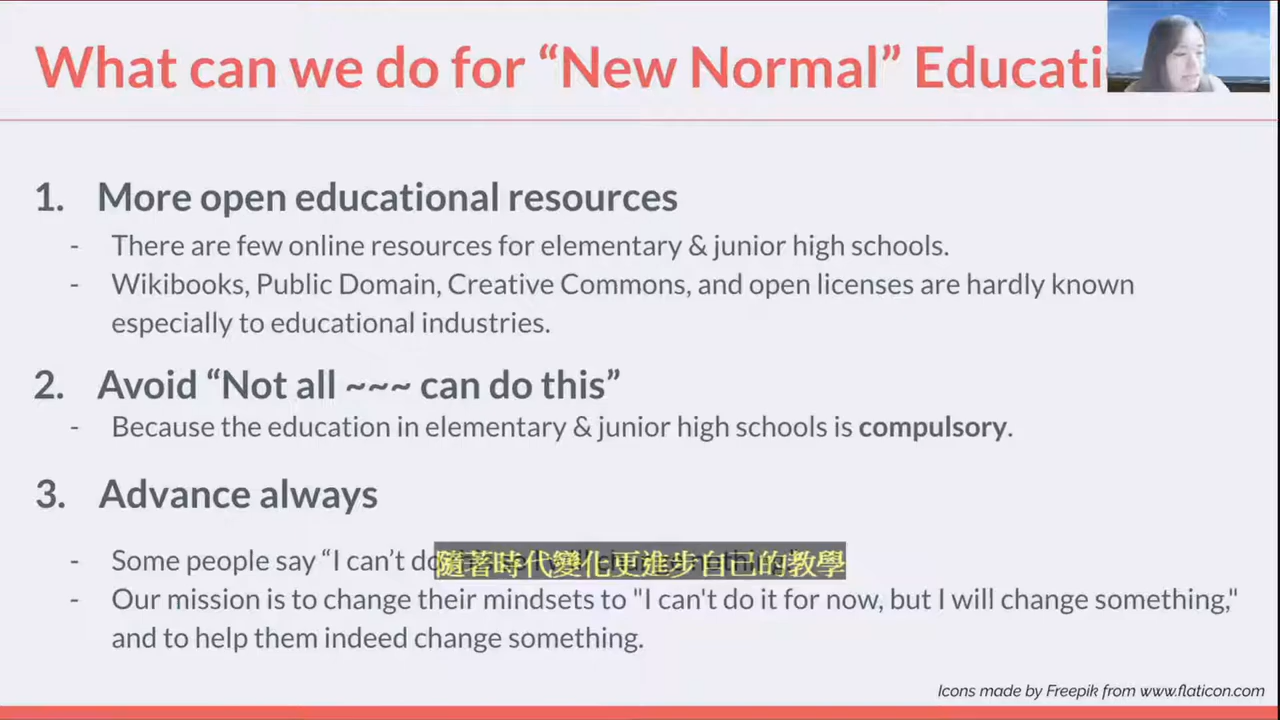 What can we do for “New Normal” Educati
1. More open educational resources
- There are few online resources for elementary & junior high schools.
- Wikibooks, Public Domain, Creative Commons, and open licenses are hardly known
especially to educational industries.
2. Avoid “Not all ~~~ can do this”
- Because the education in elementary & junior high schools is compulsory.
3. Advance always
- Some people say “I can’t do
隨著時代變化更進步自己的教學
- Our mission is to change their mindsets to "I can't do it for now, but I will change something,"
and to help them indeed change something.
Icons made by Freepik from www.flaticon.com